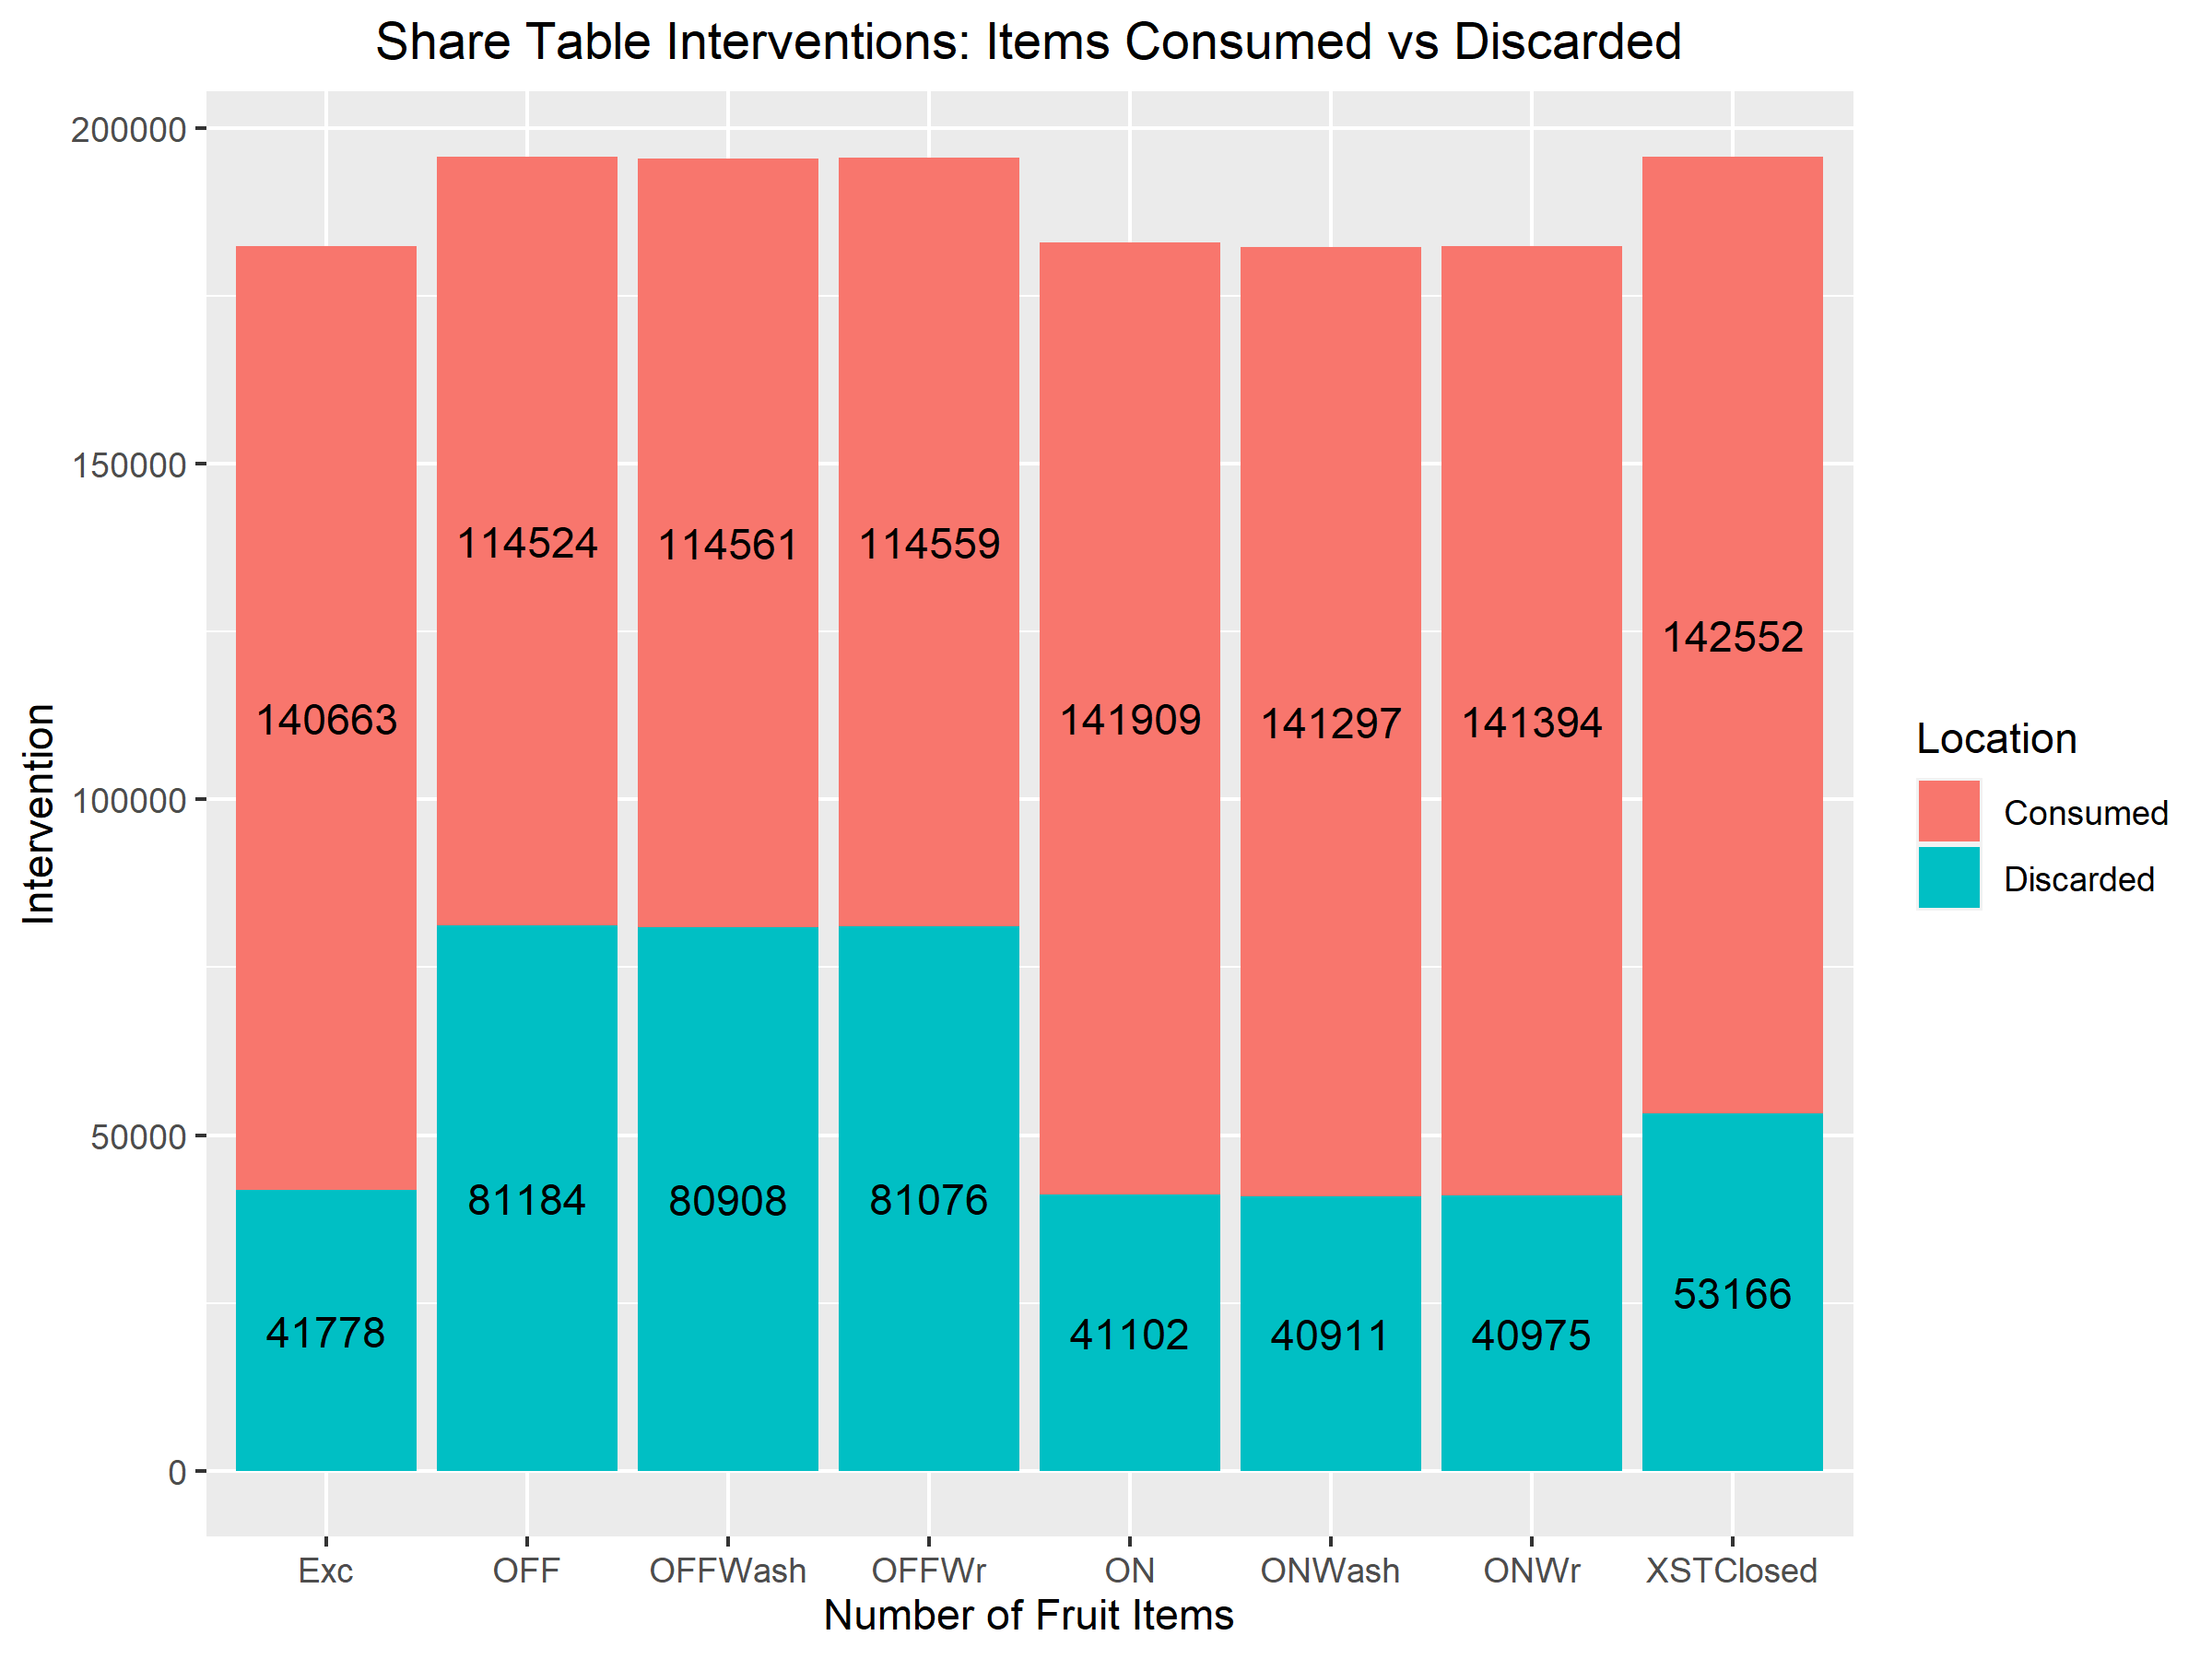 Share Table Interventions: Items Consumed vs Discarded
200000
150000
100000
50000
0
Intervention
114524
114561
114559
142552
140663
141909
141297
141394
81184
80908
81076
53166
41778
41102
40911
40975
Exc
OFF
OFFWash
OFFWr
ON
ONWash
ONWr
XSTClosed
Number of Fruit Items
Location
Consumed
Discarded